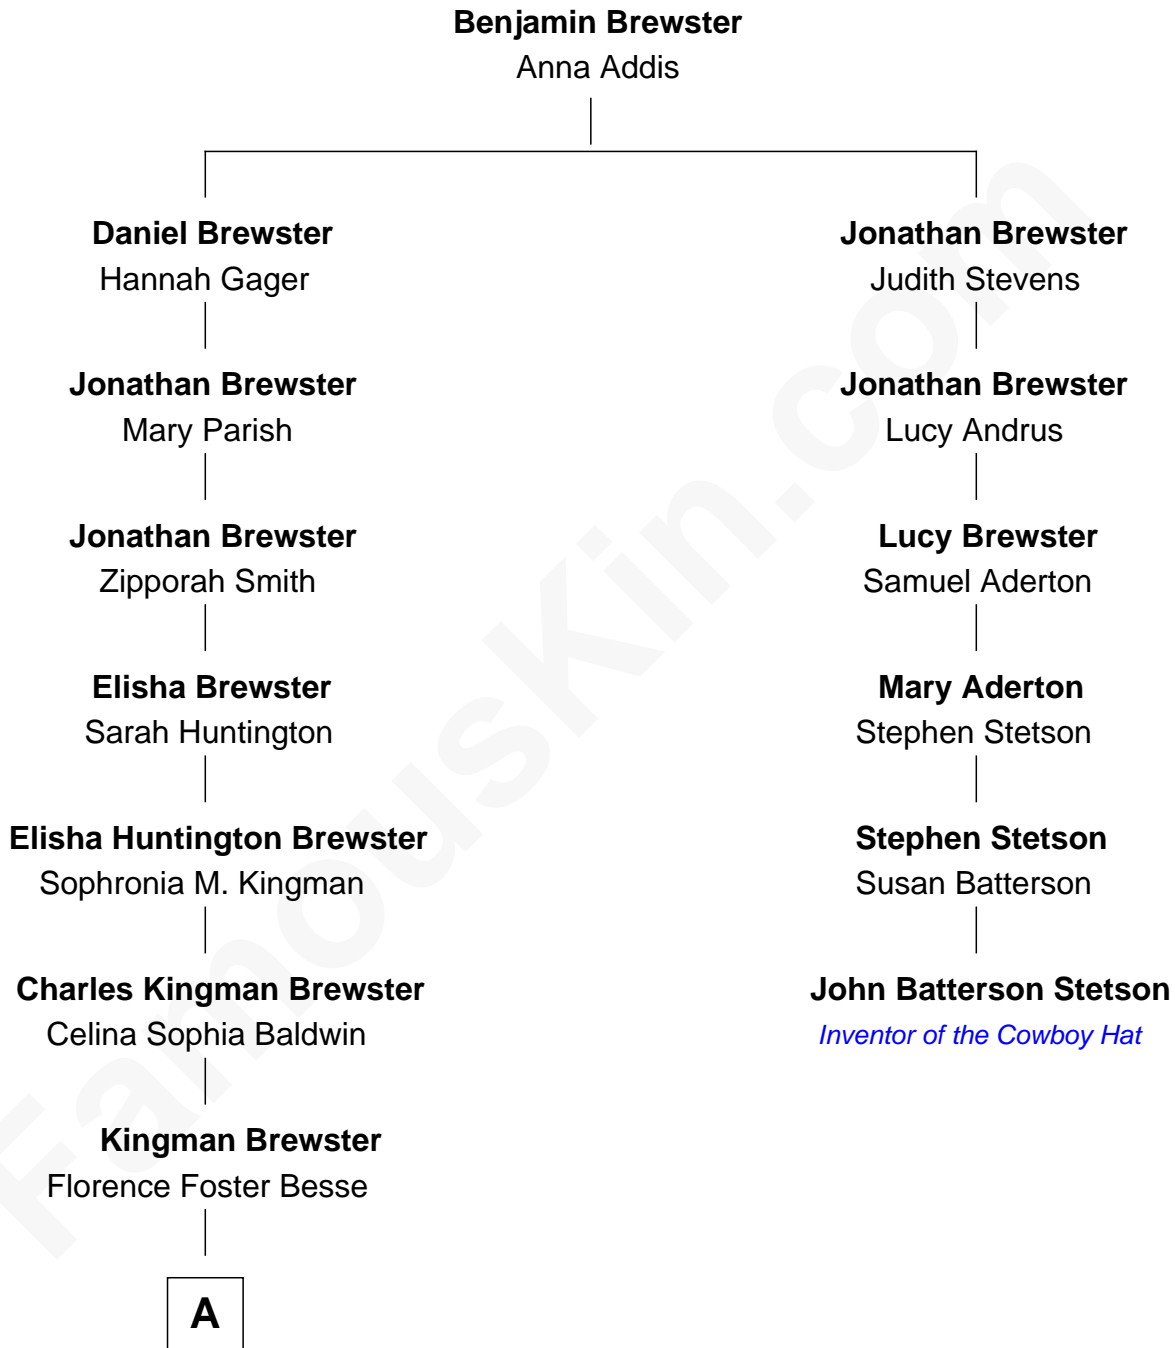 Benjamin Brewster
Anna Addis
Daniel Brewster
Hannah Gager
Jonathan Brewster
Mary Parish
Jonathan Brewster
Zipporah Smith
Elisha Brewster
Sarah Huntington
Elisha Huntington Brewster
Sophronia M. Kingman
Charles Kingman Brewster
Celina Sophia Baldwin
Kingman Brewster
Florence Foster Besse
A
Jonathan Brewster
Judith Stevens
Jonathan Brewster
Lucy Andrus
Lucy Brewster
Samuel Aderton
Mary Aderton
Stephen Stetson
Stephen Stetson
Susan Batterson
John Batterson Stetson
Inventor of the Cowboy Hat
FamousKin.com